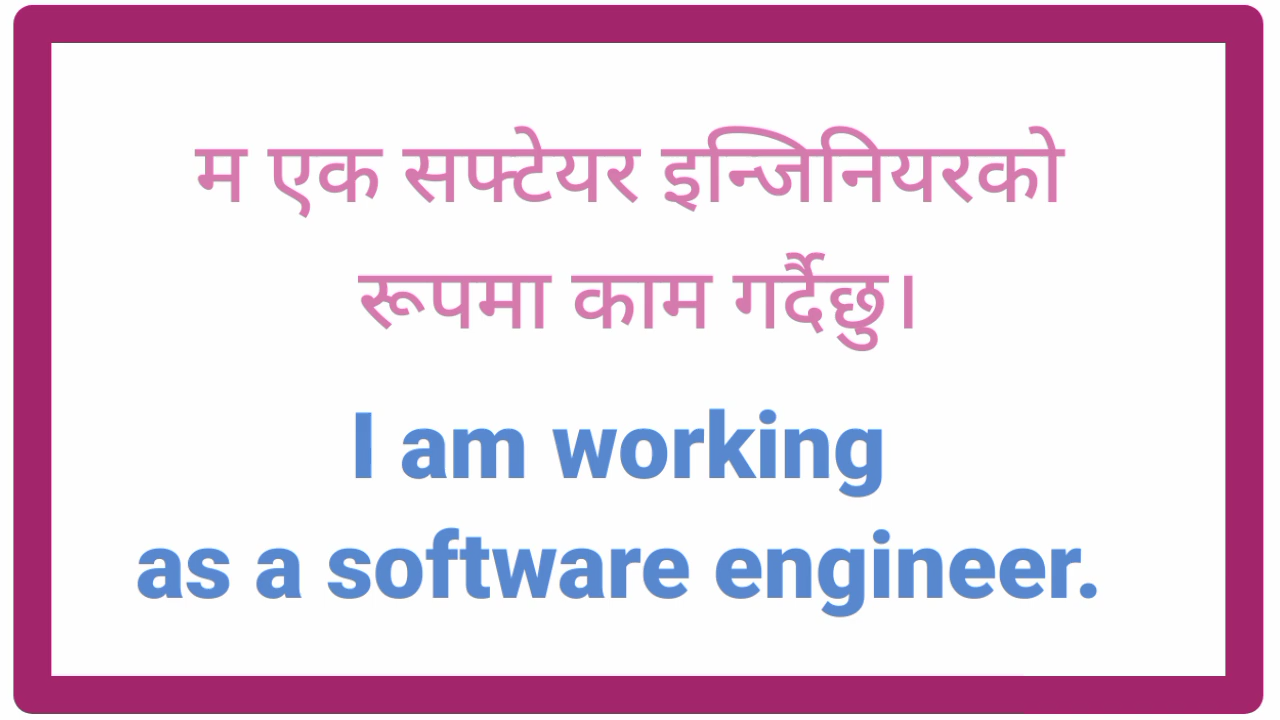 म एक सफ्टेयर इन्जिनियरको
रूपमा काम गर्दैछु।
I am working
as a software engineer.